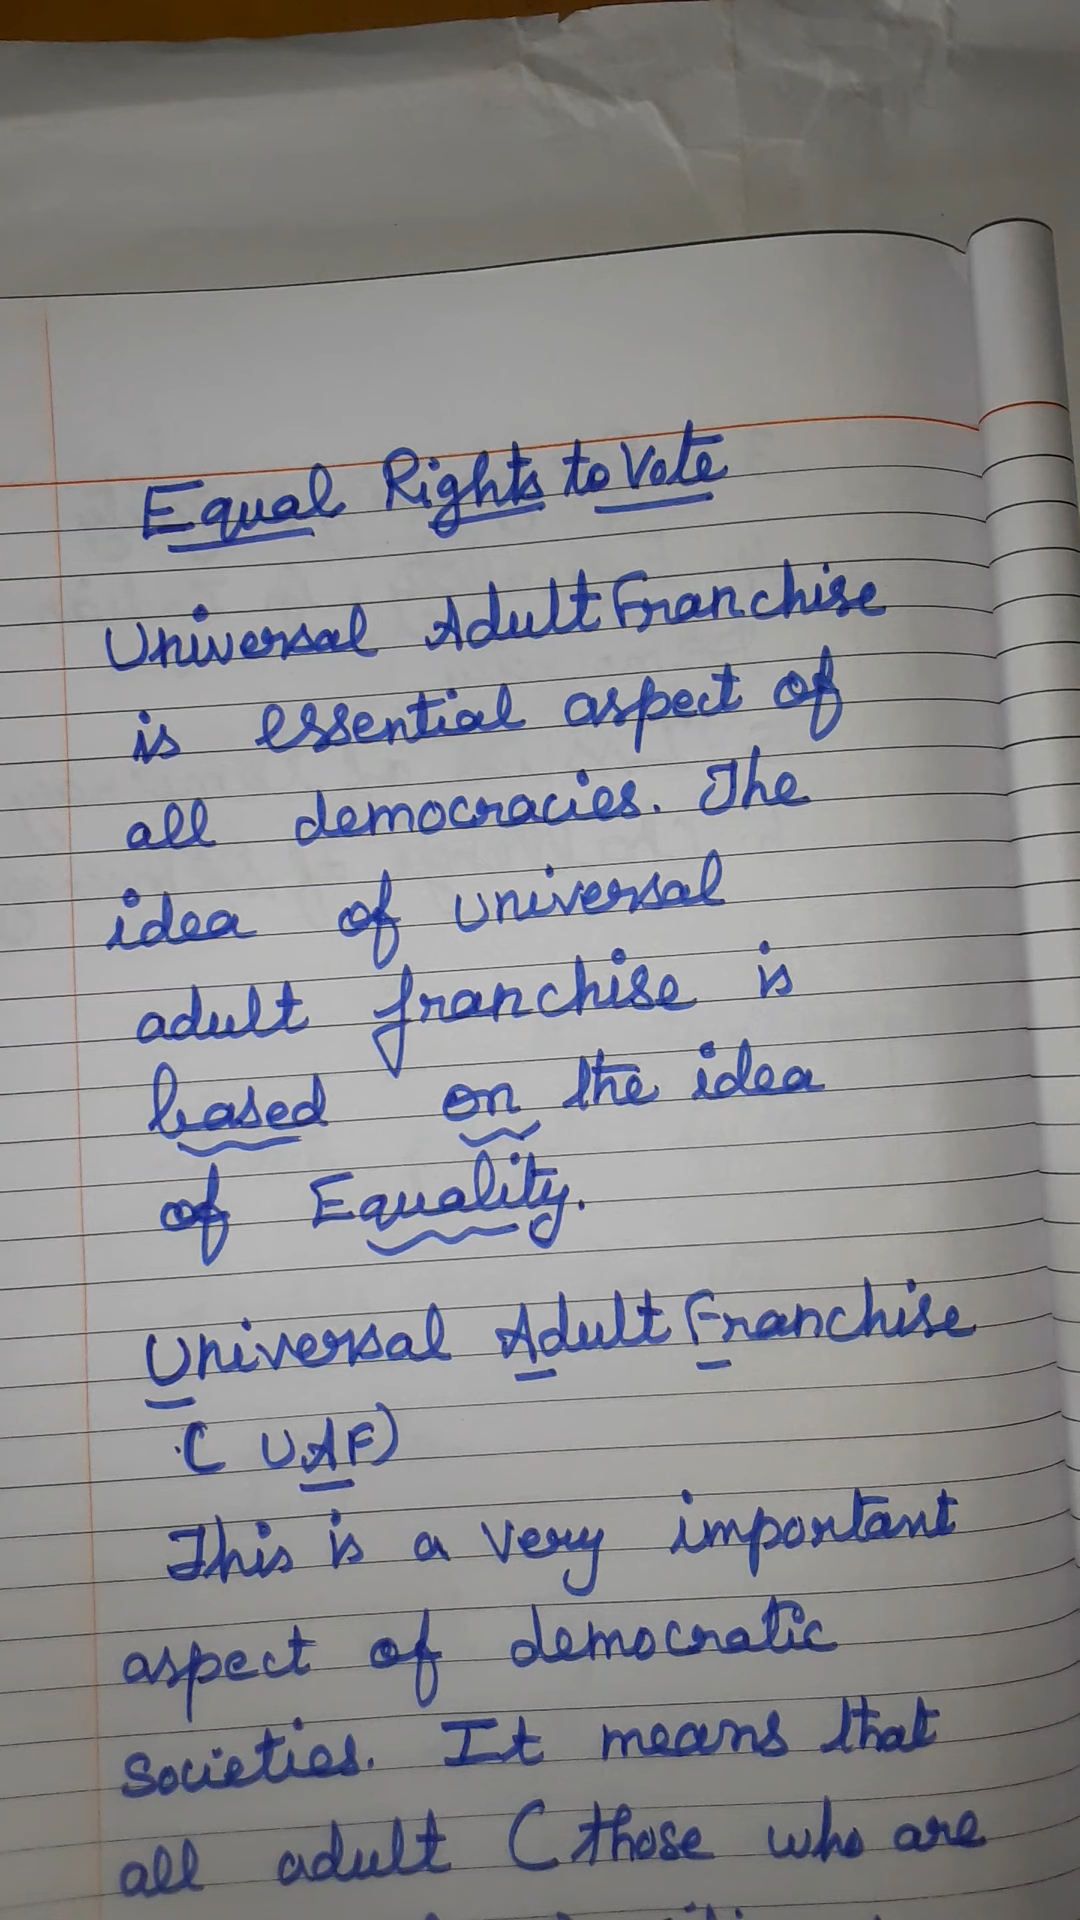 Equal Rights to Vote
Universal Adult Franchise
is essential aspect of
all democracies. The
idea of universal
adult franchise is
based on the idea
of Equality.
Universal Adult Franchise
( UAF)
This is a very important
aspect of democratic
Societies. It means that
all adult (those who are